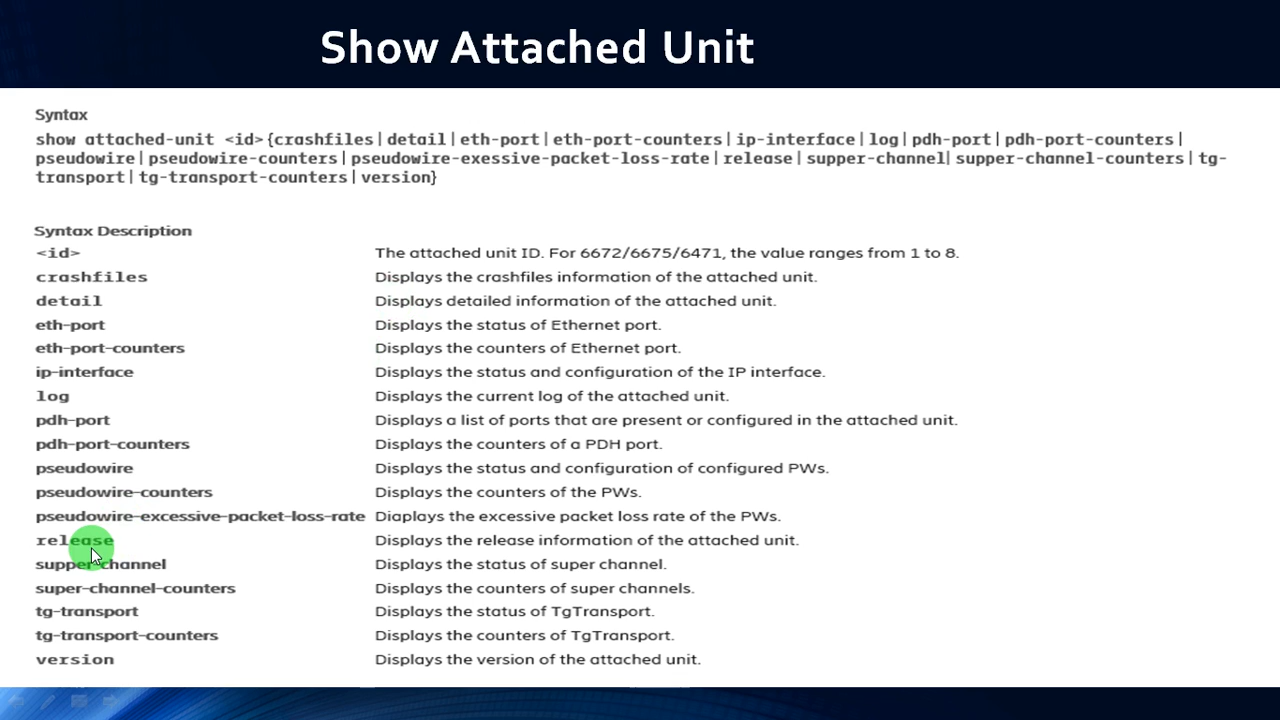 Show Attached Unit
Syntax
show attached-unit <id>{crashfiles|detail|eth-port|eth-port-counters|ip-interface|log|pdh-port|pdh-port-counters|
pseudowire|pseudowire-counters|pseudowire-exessive-packet-loss-rate|release|supper-channel|supper-channel-counters|tg-
transport|tg-transport-counters|version}
Syntax Description
<id> The attached unit ID. For 6672/6675/6471, the value ranges from 1 to 8.
crashfiles Displays the crashfiles information of the attached unit.
detail Displays detailed information of the attached unit.
eth-port Displays the status of Ethernet port.
eth-port-counters Displays the counters of Ethernet port.
ip-interface Displays the status and configuration of the IP interface.
log Displays the current log of the attached unit.
pdh-port Displays a list of ports that are present or configured in the attached unit.
pdh-port-counters Displays the counters of a PDH port.
pseudowire Displays the status and configuration of configured PWs.
pseudowire-counters Displays the counters of the PWs.
pseudowire-excessive-packet-loss-rate Diaplays the excessive packet loss rate of the PWs.
release Displays the release information of the attached unit.
supper-channel Displays the status of super channel.
super-channel-counters Displays the counters of super channels.
tg-transport Displays the status of TgTransport.
tg-transport-counters Displays the counters of TgTransport.
version Displays the version of the attached unit.